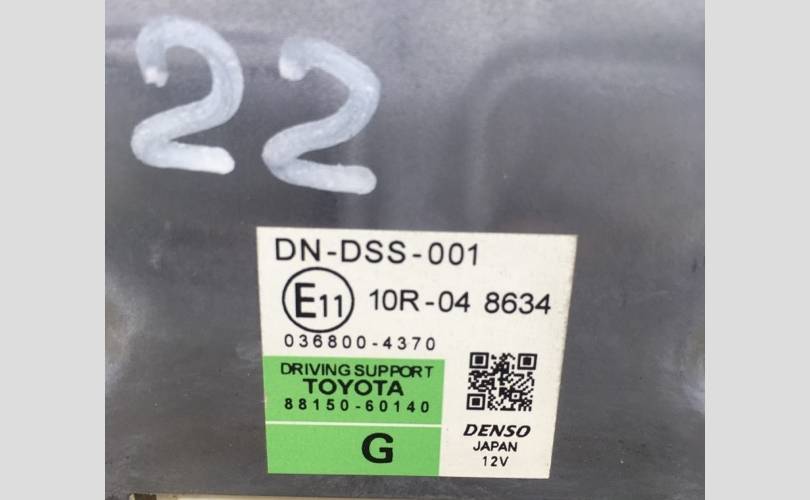 22
DN-DSS-001
E11 10R-04 8634
036800-4370
DRIVING SUPPORT
TOYOTA
88150-60140
G
DENSO
JAPAN
12V